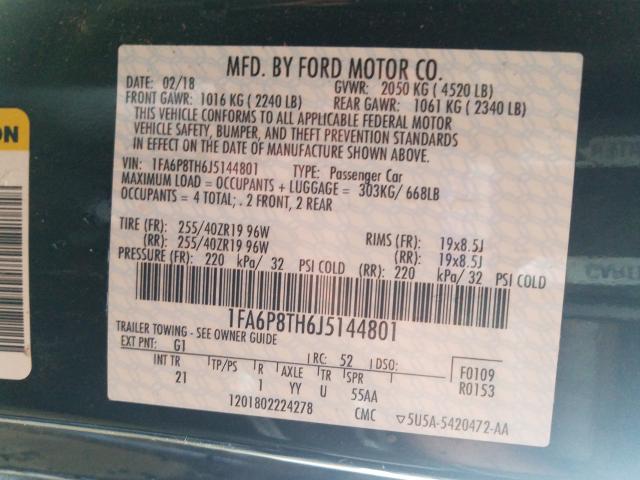 MFD. BY FORD MOTOR CO.
DATE: 02/18 GVWR: 2050 KG (4520 LB)
FRONT GAWR: 1016 KG (2240 LB) REAR GAWR: 1061 KG (2340 LB)
THIS VEHICLE CONFORMS TO ALL APPLICABLE FEDERAL MOTOR
VEHICLE SAFETY, BUMPER, AND THEFT PREVENTION STANDARDS
IN EFFECT ON THE DATE OF MANUFACTURE SHOWN ABOVE.
VIN: 1FA6P8TH6J5144801 TYPE: Passenger Car
MAXIMUM LOAD = OCCUPANTS + LUGGAGE = 303KG/ 668LB
OCCUPANTS = 4 TOTAL; . 2 FRONT, 2 REAR
TIRE (FR): 255/40ZR19 96W RIMS (FR): 19x8.5J
(RR): 255/40ZR19 96W (RR): 19x8.5J
PRESSURE (FR): 220 kPa/ 32 PSI COLD (RR): 220 kPa/ 32 PSI COLD
1FA6P8TH6J5144801
TRAILER TOWING - SEE OWNER GUIDE
EXT PNT: G1 RC: 52 DSO: F0109
INT TR TP/PS R AXLE TR SPR R0153
21 1 YY U 55AA
1201802224278 CMC ▽5U5A-5420472-AA
ON